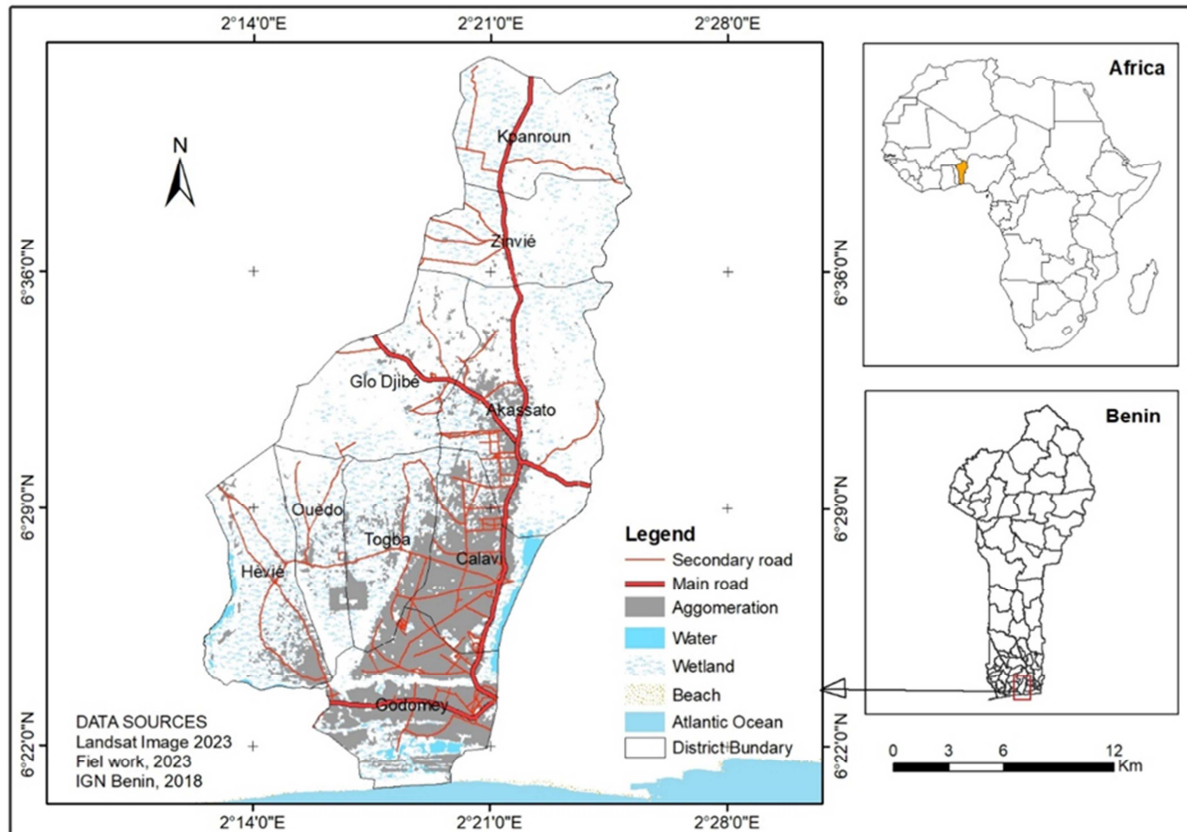 2°14'0"E
2°21'0"E
2°28'0"E
N
6°36'0"N
6°29'0"N
6°22'0"N
Kpanroun
Zinvié
Glo Djibé
Akassato
Ouèdo
Togba
Calavi
Hévié
Godomey
DATA SOURCES
Landsat Image 2023
Fiel work, 2023
IGN Benin, 2018
Legend
Secondary road
Main road
Aggomeration
Water
Wetland
Beach
Atlantic Ocean
District Bundary
6°36'0"N
6°29'0"N
6°22'0"N
2°14'0"E
2°21'0"E
2°28'0"E
Africa
Benin
0 3 6 12
Km